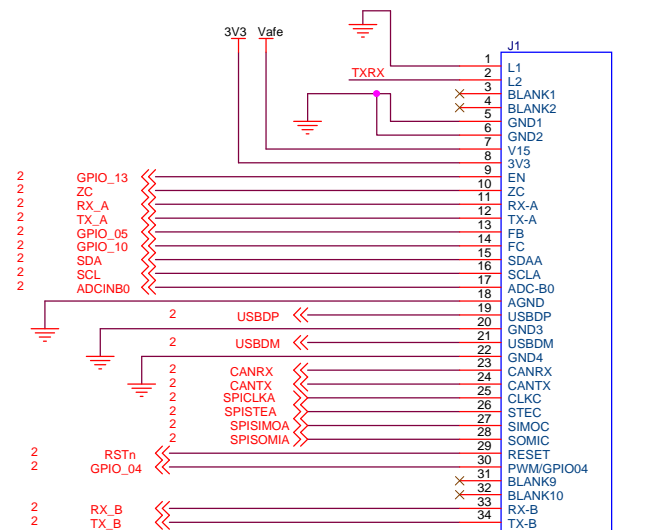 J1
3V3 Vafe
1 L1
TXRX 2 L2
3 BLANK1
4 BLANK2
5 GND1
6 GND2
7 V15
8 3V3
2 GPIO_13 9 EN
2 ZC 10 ZC
2 RX_A 11 RX-A
2 TX_A 12 TX-A
2 GPIO_05 13 FB
2 GPIO_10 14 FC
2 SDA 15 SDAA
2 SCL 16 SCLA
2 ADCINB0 17 ADC-B0
18 AGND
2 USBDP 19 USBDP
20 GND3
2 USBDM 21 USBDM
22 GND4
2 CANRX 23 CANRX
2 CANTX 24 CANTX
2 SPICLKA 25 CLKC
2 SPISTEA 26 STEC
2 SPISIMOA 27 SIMOC
2 SPISOMIA 28 SOMIC
2 RSTn 29 RESET
2 GPIO_04 30 PWM/GPIO04
31 BLANK9
32 BLANK10
2 RX_B 33 RX-B
2 TX_B 34 TX-B